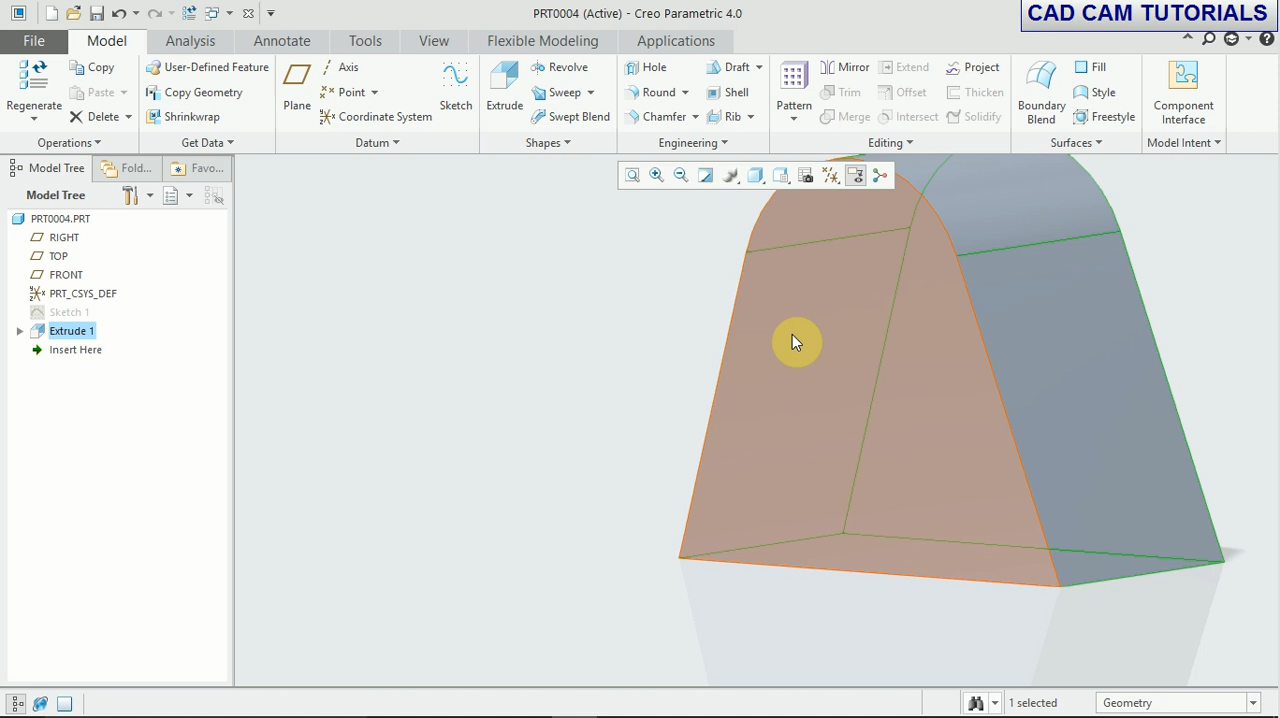 PRT0004 (Active) - Creo Parametric 4.0
CAD CAM TUTORIALS
File Model Analysis Annotate Tools View Flexible Modeling Applications
Regenerate
Copy
Paste
Delete
Operations
User-Defined Feature
Copy Geometry
Shrinkwrap
Get Data
Plane
Axis
Point
Coordinate System
Sketch
Datum
Extrude
Revolve
Sweep
Swept Blend
Shapes
Hole
Round
Chamfer
Draft
Shell
Rib
Engineering
Pattern
Mirror
Trim
Merge
Extend
Offset
Intersect
Project
Thicken
Solidify
Editing
Boundary
Blend
Fill
Style
Freestyle
Surfaces
Component
Interface
Model Intent
Model Tree
Fold...
Favo...
Model Tree
PRT0004.PRT
RIGHT
TOP
FRONT
PRT_CSYS_DEF
Sketch 1
Extrude 1
Insert Here
1 selected
Geometry